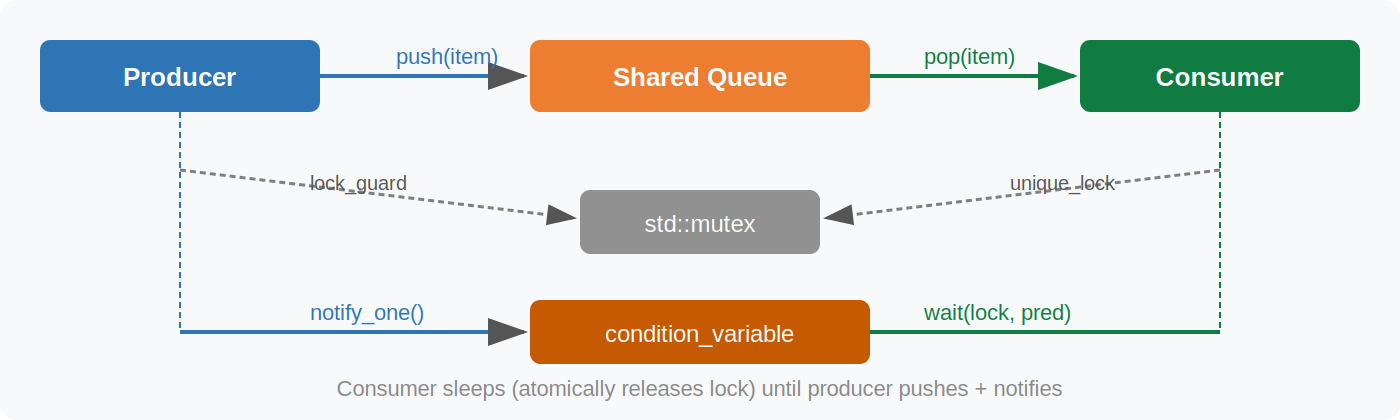 push(item)
pop(item)
Producer
Shared Queue
Consumer
lock_guard
unique_lock
std::mutex
notify_one()
wait(lock, pred)
condition_variable
Consumer sleeps (atomically releases lock) until producer pushes + notifies